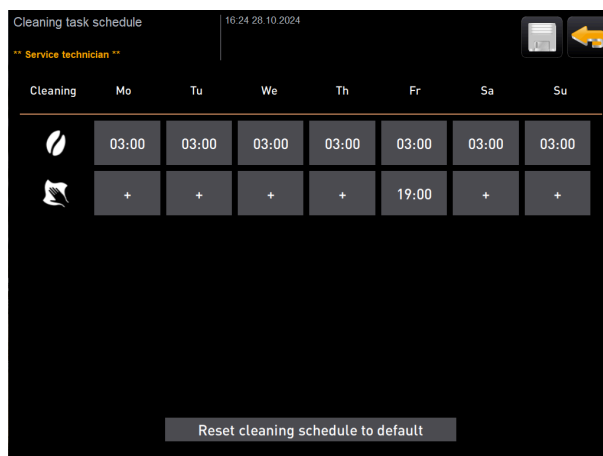 Cleaning task schedule
16:24 28.10.2024
** Service technician **
Cleaning Mo Tu We Th Fr Sa Su
03:00 03:00 03:00 03:00 03:00 03:00 03:00
+ + + + 19:00 + +
Reset cleaning schedule to default